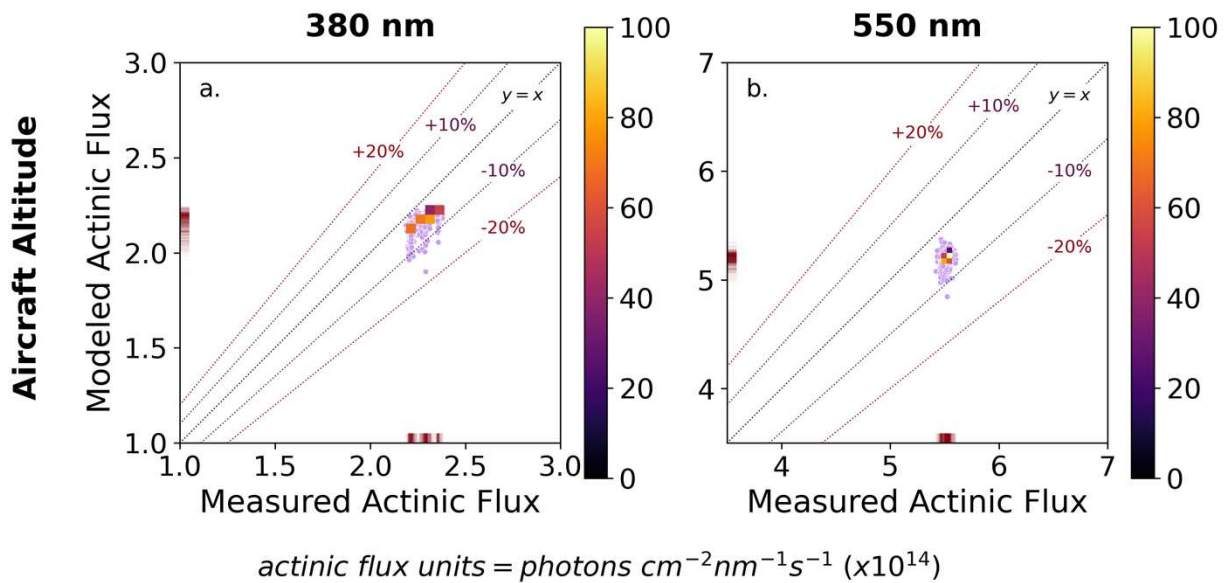 380 nm
550 nm
Aircraft Altitude
Modeled Actinic Flux
a.
y = x
+10%
+20%
-10%
-20%
3.0
2.5
2.0
1.5
1.0
1.0 1.5 2.0 2.5 3.0
Measured Actinic Flux
100
80
60
40
20
0
b.
y = x
+10%
+20%
-10%
-20%
7
6
5
4
4 5 6 7
Measured Actinic Flux
100
80
60
40
20
0
actinic flux units = photons cm⁻²nm⁻¹s⁻¹ (x10¹⁴)